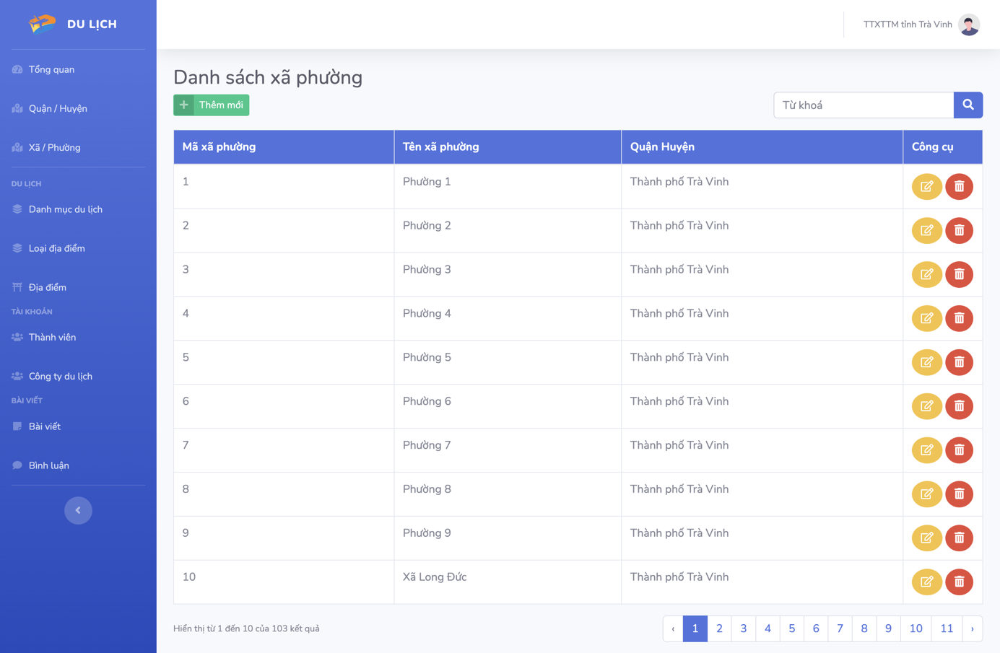 DU LỊCH
TTXTTM tỉnh Trà Vinh
Tổng quan
Quận / Huyện
Xã / Phường
DU LỊCH
Danh mục du lịch
Loại địa điểm
Địa điểm
TÀI KHOẢN
Thành viên
Công ty du lịch
BÀI VIẾT
Bài viết
Bình luận
Danh sách xã phường
Thêm mới
Từ khoá
Mã xã phường Tên xã phường Quận Huyện Công cụ
1 Phường 1 Thành phố Trà Vinh
2 Phường 2 Thành phố Trà Vinh
3 Phường 3 Thành phố Trà Vinh
4 Phường 4 Thành phố Trà Vinh
5 Phường 5 Thành phố Trà Vinh
6 Phường 6 Thành phố Trà Vinh
7 Phường 7 Thành phố Trà Vinh
8 Phường 8 Thành phố Trà Vinh
9 Phường 9 Thành phố Trà Vinh
10 Xã Long Đức Thành phố Trà Vinh
Hiển thị từ 1 đến 10 của 103 kết quả
‹ 1 2 3 4 5 6 7 8 9 10 11 ›